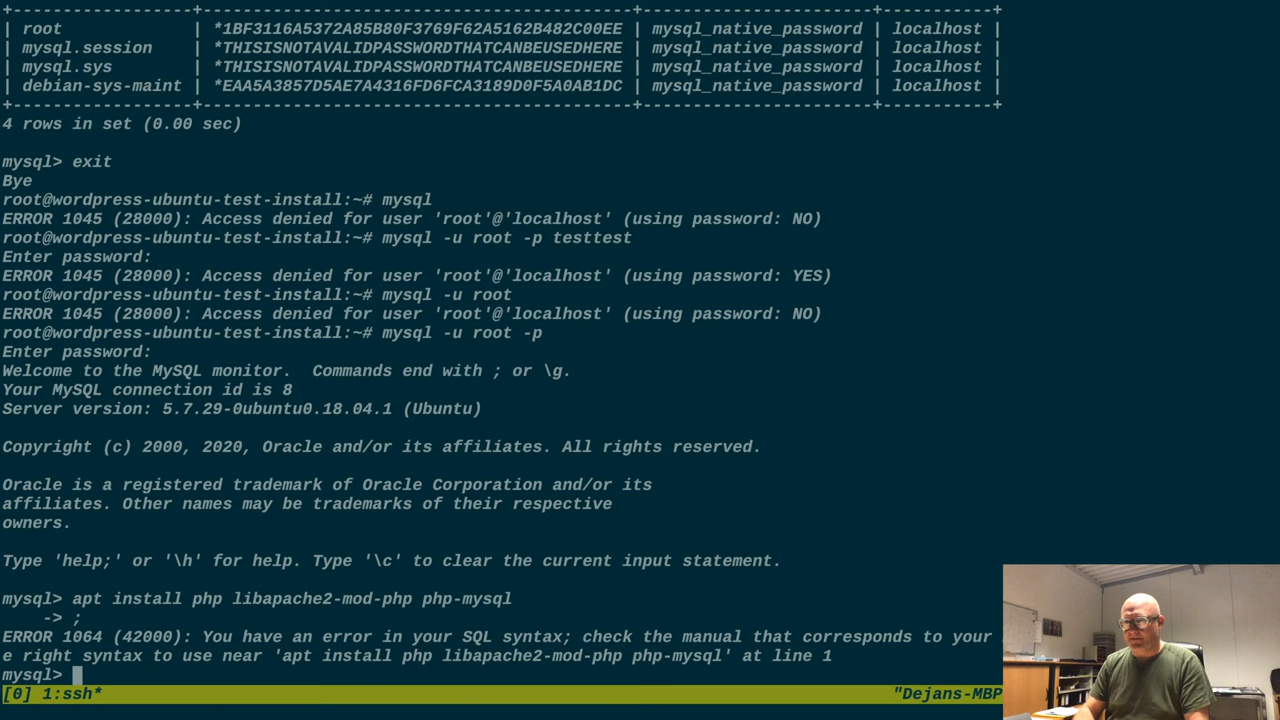 +------------------+-------------------------------------------+-----------------------+-----------+
| root             | *1BF3116A5372A85B80F3769F62A5162B482C00EE | mysql_native_password | localhost |
| mysql.session    | *THISISNOTAVALIDPASSWORDTHATCANBEUSEDHERE | mysql_native_password | localhost |
| mysql.sys        | *THISISNOTAVALIDPASSWORDTHATCANBEUSEDHERE | mysql_native_password | localhost |
| debian-sys-maint | *EAA5A3857D5AE7A4316FD6FCA3189D0F5A0AB1DC | mysql_native_password | localhost |
+------------------+-------------------------------------------+-----------------------+-----------+
4 rows in set (0.00 sec)
mysql> exit
Bye
root@wordpress-ubuntu-test-install:~# mysql
ERROR 1045 (28000): Access denied for user 'root'@'localhost' (using password: NO)
root@wordpress-ubuntu-test-install:~# mysql -u root -p testtest
Enter password:
ERROR 1045 (28000): Access denied for user 'root'@'localhost' (using password: YES)
root@wordpress-ubuntu-test-install:~# mysql -u root
ERROR 1045 (28000): Access denied for user 'root'@'localhost' (using password: NO)
root@wordpress-ubuntu-test-install:~# mysql -u root -p
Enter password:
Welcome to the MySQL monitor.  Commands end with ; or \g.
Your MySQL connection id is 8
Server version: 5.7.29-0ubuntu0.18.04.1 (Ubuntu)
Copyright (c) 2000, 2020, Oracle and/or its affiliates. All rights reserved.
Oracle is a registered trademark of Oracle Corporation and/or its
affiliates. Other names may be trademarks of their respective
owners.
Type 'help;' or '\h' for help. Type '\c' to clear the current input statement.
mysql> apt install php libapache2-mod-php php-mysql
    -> ;
ERROR 1064 (42000): You have an error in your SQL syntax; check the manual that corresponds to your
e right syntax to use near 'apt install php libapache2-mod-php php-mysql' at line 1
mysql>
[0] 1:ssh* "Dejans-MBP